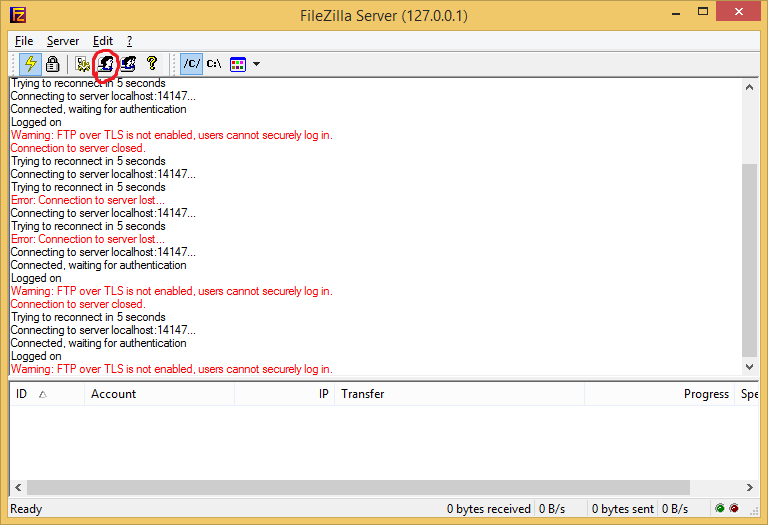 FileZilla Server (127.0.0.1)
File Server Edit ?
/C/ C:\
Trying to reconnect in 5 seconds
Connecting to server localhost:14147...
Connected, waiting for authentication
Logged on
Warning: FTP over TLS is not enabled, users cannot securely log in.
Connection to server closed.
Trying to reconnect in 5 seconds
Connecting to server localhost:14147...
Trying to reconnect in 5 seconds
Error: Connection to server lost...
Connecting to server localhost:14147...
Trying to reconnect in 5 seconds
Error: Connection to server lost...
Connecting to server localhost:14147...
Connected, waiting for authentication
Logged on
Warning: FTP over TLS is not enabled, users cannot securely log in.
Connection to server closed.
Trying to reconnect in 5 seconds
Connecting to server localhost:14147...
Connected, waiting for authentication
Logged on
Warning: FTP over TLS is not enabled, users cannot securely log in.
ID Account IP Transfer Progress Spe
Ready 0 bytes received 0 B/s 0 bytes sent 0 B/s